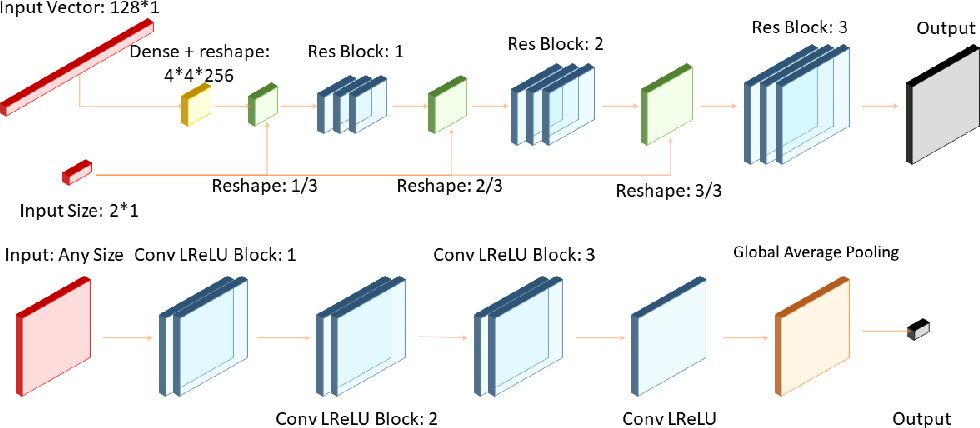 Input Vector: 128*1
Dense + reshape:
4*4*256
Res Block: 1
Res Block: 2
Res Block: 3
Output
Reshape: 1/3
Reshape: 2/3
Reshape: 3/3
Input Size: 2*1
Input: Any Size
Conv LReLU Block: 1
Conv LReLU Block: 3
Global Average Pooling
Conv LReLU Block: 2
Conv LReLU
Output